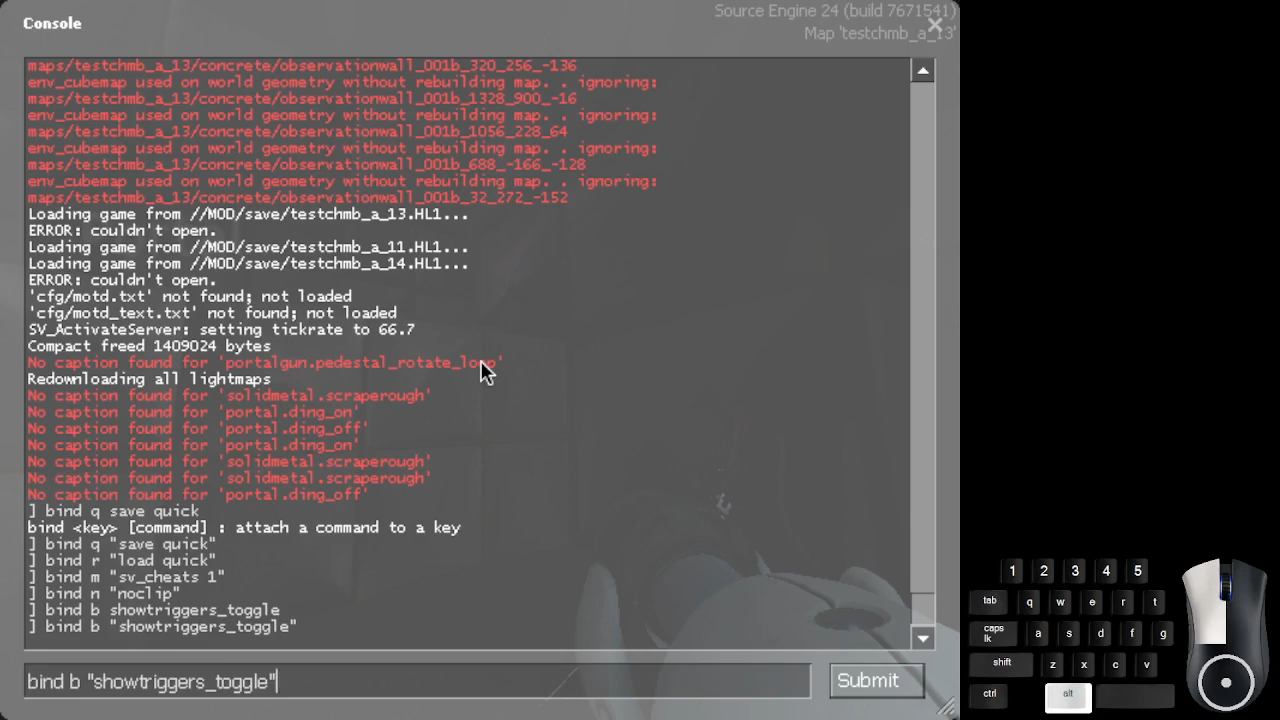 Source Engine 24 (build 7671541)
Console
Map 'testchmb_a_13'
maps/testchmb_a_13/concrete/observationwall_001b_320_256_-136
env_cubemap used on world geometry without rebuilding map. . ignoring:
maps/testchmb_a_13/concrete/observationwall_001b_1328_900_-16
env_cubemap used on world geometry without rebuilding map. . ignoring:
maps/testchmb_a_13/concrete/observationwall_001b_1056_228_64
env_cubemap used on world geometry without rebuilding map. . ignoring:
maps/testchmb_a_13/concrete/observationwall_001b_688_-166_-128
env_cubemap used on world geometry without rebuilding map. . ignoring:
maps/testchmb_a_13/concrete/observationwall_001b_32_272_-152
Loading game from //MOD/save/testchmb_a_13.HL1...
ERROR: couldn't open.
Loading game from //MOD/save/testchmb_a_11.HL1...
Loading game from //MOD/save/testchmb_a_14.HL1...
ERROR: couldn't open.
'cfg/motd.txt' not found; not loaded
'cfg/motd_text.txt' not found; not loaded
SV_ActivateServer: setting tickrate to 66.7
Compact freed 1409024 bytes
No caption found for 'portalgun.pedestal_rotate_loop'
Redownloading all lightmaps
No caption found for 'solidmetal.scraperough'
No caption found for 'portal.ding_on'
No caption found for 'portal.ding_off'
No caption found for 'portal.ding_on'
No caption found for 'solidmetal.scraperough'
No caption found for 'solidmetal.scraperough'
No caption found for 'portal.ding_off'
] bind q save quick
bind <key> [command] : attach a command to a key
] bind q "save quick"
] bind r "load quick"
] bind m "sv_cheats 1"
] bind n "noclip"
] bind b showtriggers_toggle
] bind b "showtriggers_toggle"
bind b "showtriggers_toggle"
Submit
1 2 3 4 5
tab q w e r t
caps lk a s d f g
shift z x c v
ctrl alt